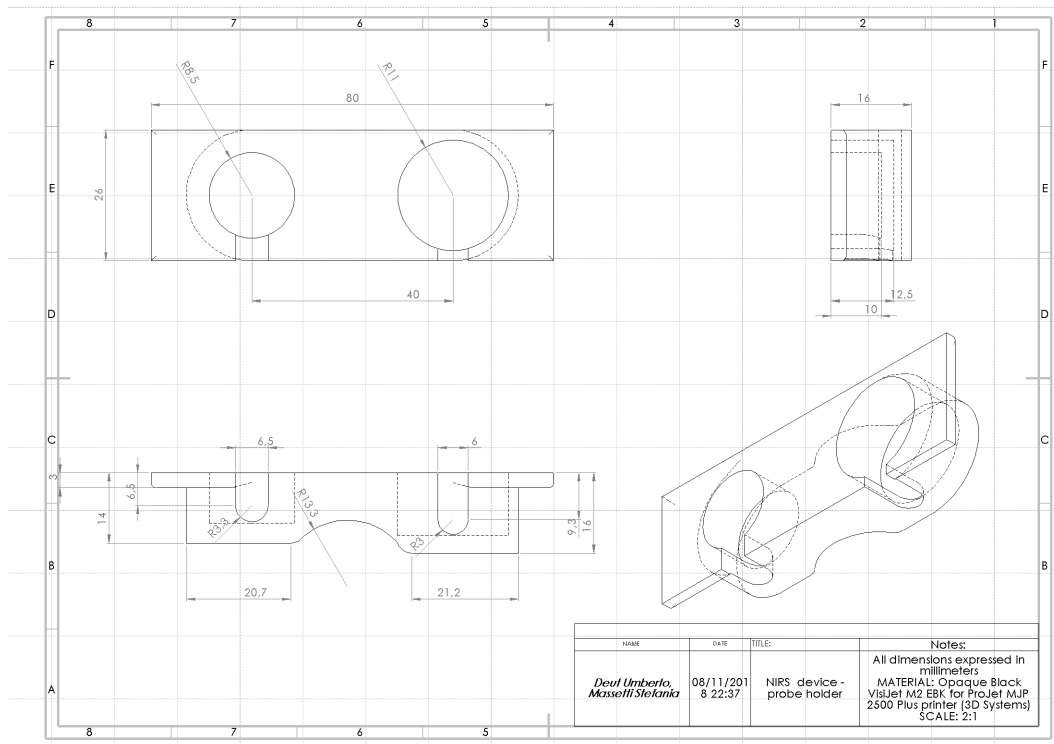 8 7 6 5 4 3 2 1
F F
R8,5 R11
80 16
E E
26
40 12,5
10
D D
C C
6,5 6
3 6,5 14 R3,3 R13,3 R3 9,3 16
B B
20,7 21,2
A
NAME DATE TITLE: Notes:
Deut Umberto,
Massetti Stefania
08/11/201
8 22:37
NIRS device -
probe holder
All dimensions expressed in
millimeters
MATERIAL: Opaque Black
VisiJet M2 EBK for ProJet MJP
2500 Plus printer (3D Systems)
SCALE: 2:1
8 7 6 5